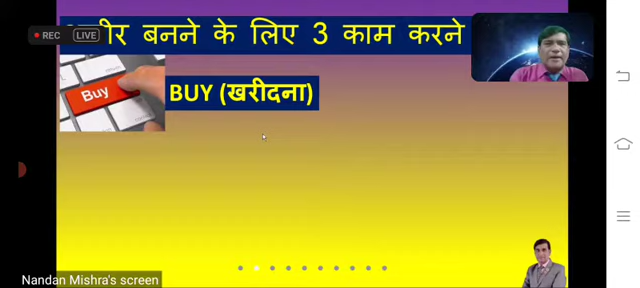 REC LIVE
बनने के लिए 3 काम करने
Buy
BUY (खरीदना)
Nandan Mishra's screen